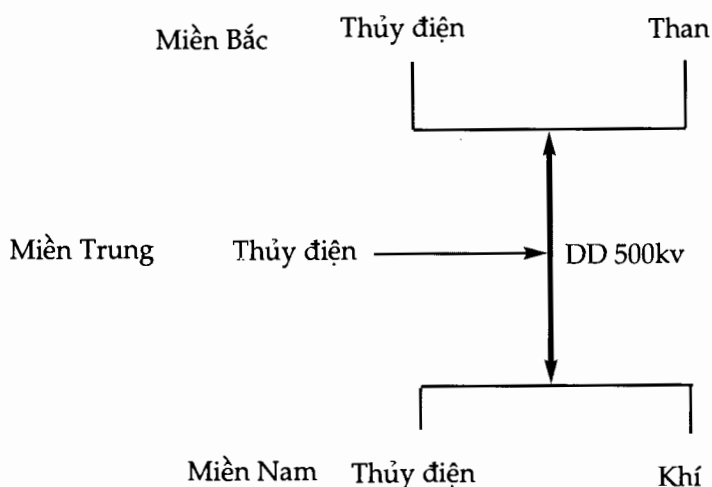 Miền Bắc Thủy điện Than
Miền Trung Thủy điện DD 500kv
Miền Nam Thủy điện Khí